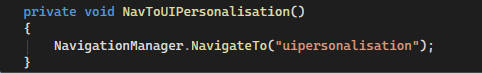 private void NavToUIPersonalisation()
{
    NavigationManager.NavigateTo("uipersonalisation");
}